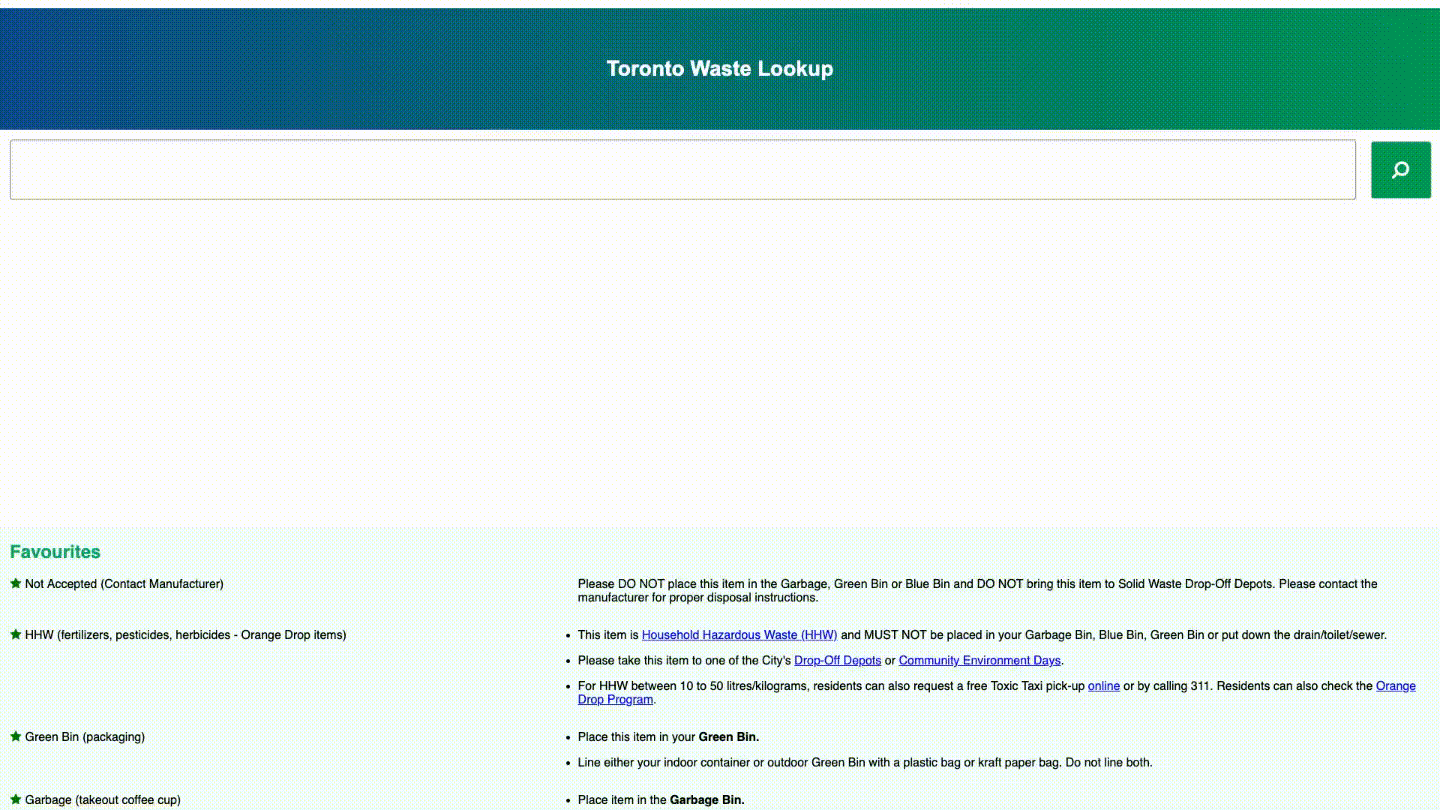 Toronto Waste Lookup
Favourites
Not Accepted (Contact Manufacturer)
Please DO NOT place this item in the Garbage, Green Bin or Blue Bin and DO NOT bring this item to Solid Waste Drop-Off Depots. Please contact the
manufacturer for proper disposal instructions.
HHW (fertilizers, pesticides, herbicides - Orange Drop items)
This item is Household Hazardous Waste (HHW) and MUST NOT be placed in your Garbage Bin, Blue Bin, Green Bin or put down the drain/toilet/sewer.
Please take this item to one of the City's Drop-Off Depots or Community Environment Days.
For HHW between 10 to 50 litres/kilograms, residents can also request a free Toxic Taxi pick-up online or by calling 311. Residents can also check the Orange
Drop Program.
Green Bin (packaging)
Place this item in your Green Bin.
Line either your indoor container or outdoor Green Bin with a plastic bag or kraft paper bag. Do not line both.
Garbage (takeout coffee cup)
Place item in the Garbage Bin.